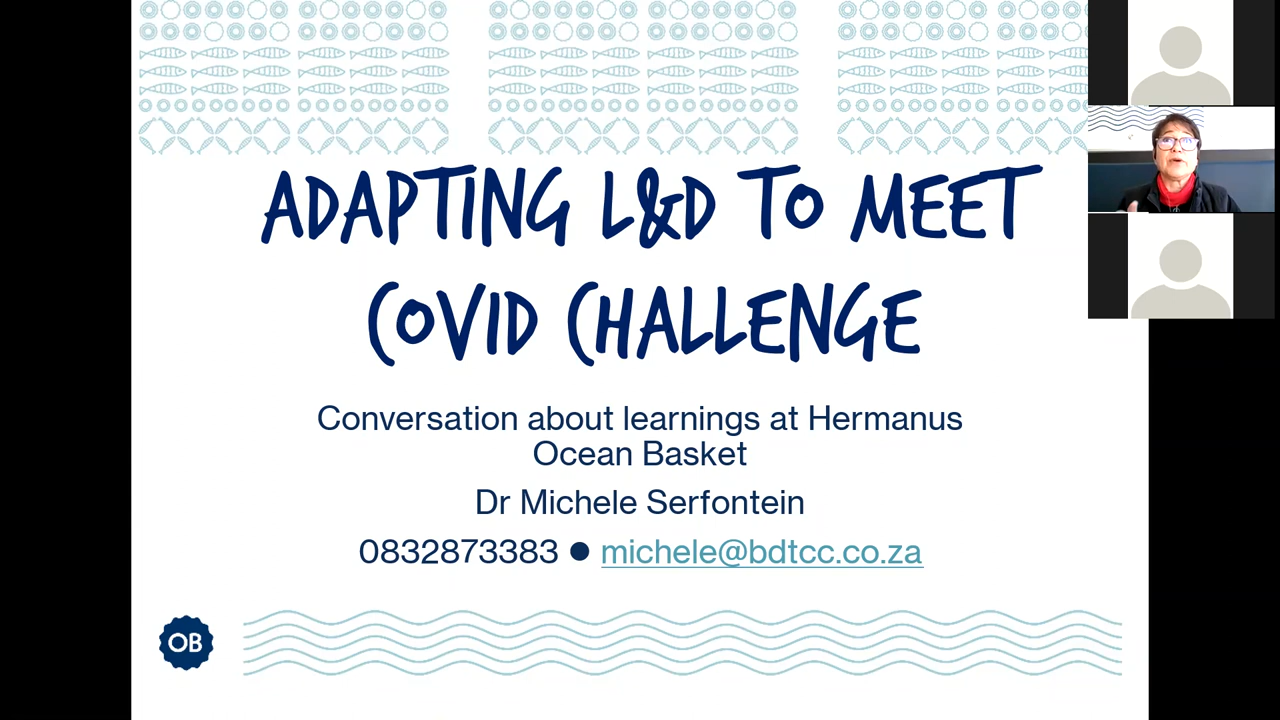 ADAPTING L&D TO MEET
COVID CHALLENGE
Conversation about learnings at Hermanus
Ocean Basket
Dr Michele Serfontein
0832873383 ● michele@bdtcc.co.za
OB